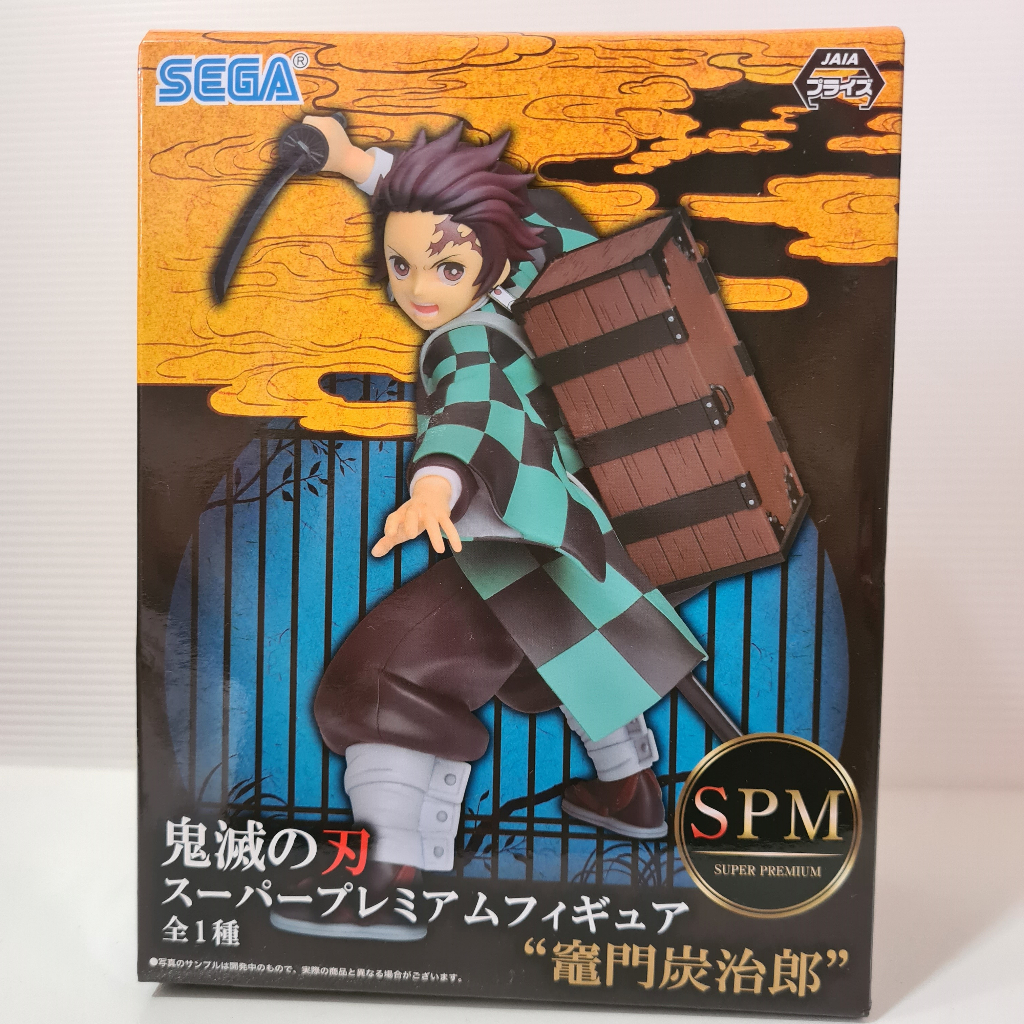 SEGA®
JAIA
プライズ
SPM
SUPER PREMIUM
鬼滅の刃
スーパープレミアムフィギュア
全1種
“竈門炭治郎”
●写真のサンプルは開発中のもので、実際の商品と異なる場合がございます。